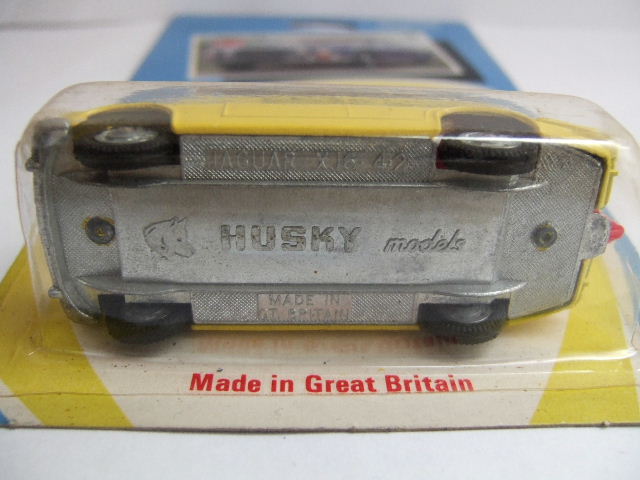 JAGUAR XJ6 4.2
HUSKY models
MADE IN
GT. BRITAIN
Made in Great Britain